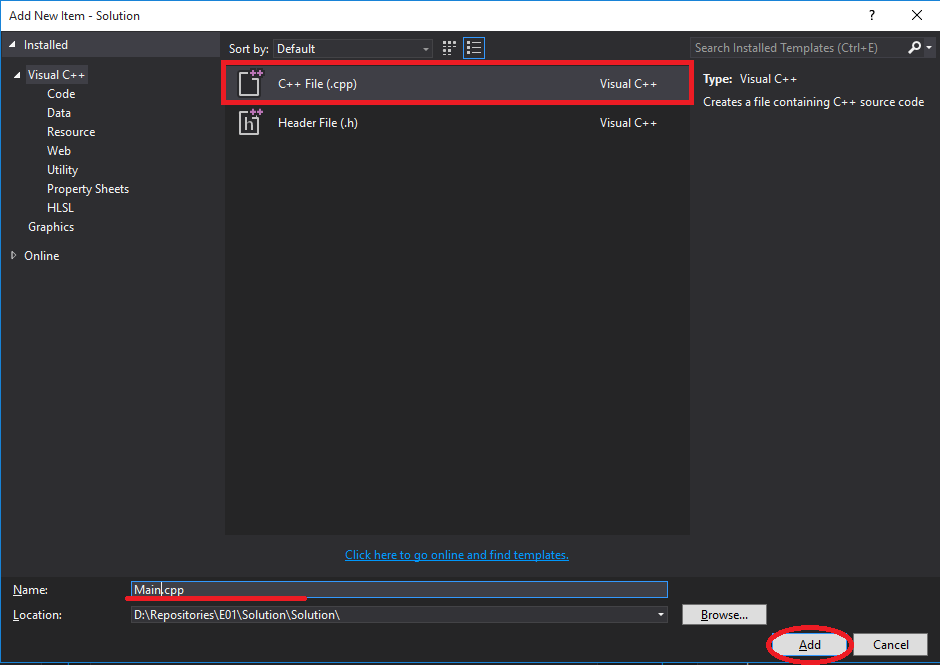 Add New Item - Solution
?
Installed
Sort by: Default
Search Installed Templates (Ctrl+E)
Visual C++
Code
Data
Resource
Web
Utility
Property Sheets
HLSL
Graphics
Online
C++ File (.cpp) Visual C++
Header File (.h) Visual C++
Type: Visual C++
Creates a file containing C++ source code
Click here to go online and find templates.
Name: Main.cpp
Location: D:\Repositories\E01\Solution\Solution\
Browse...
Add Cancel